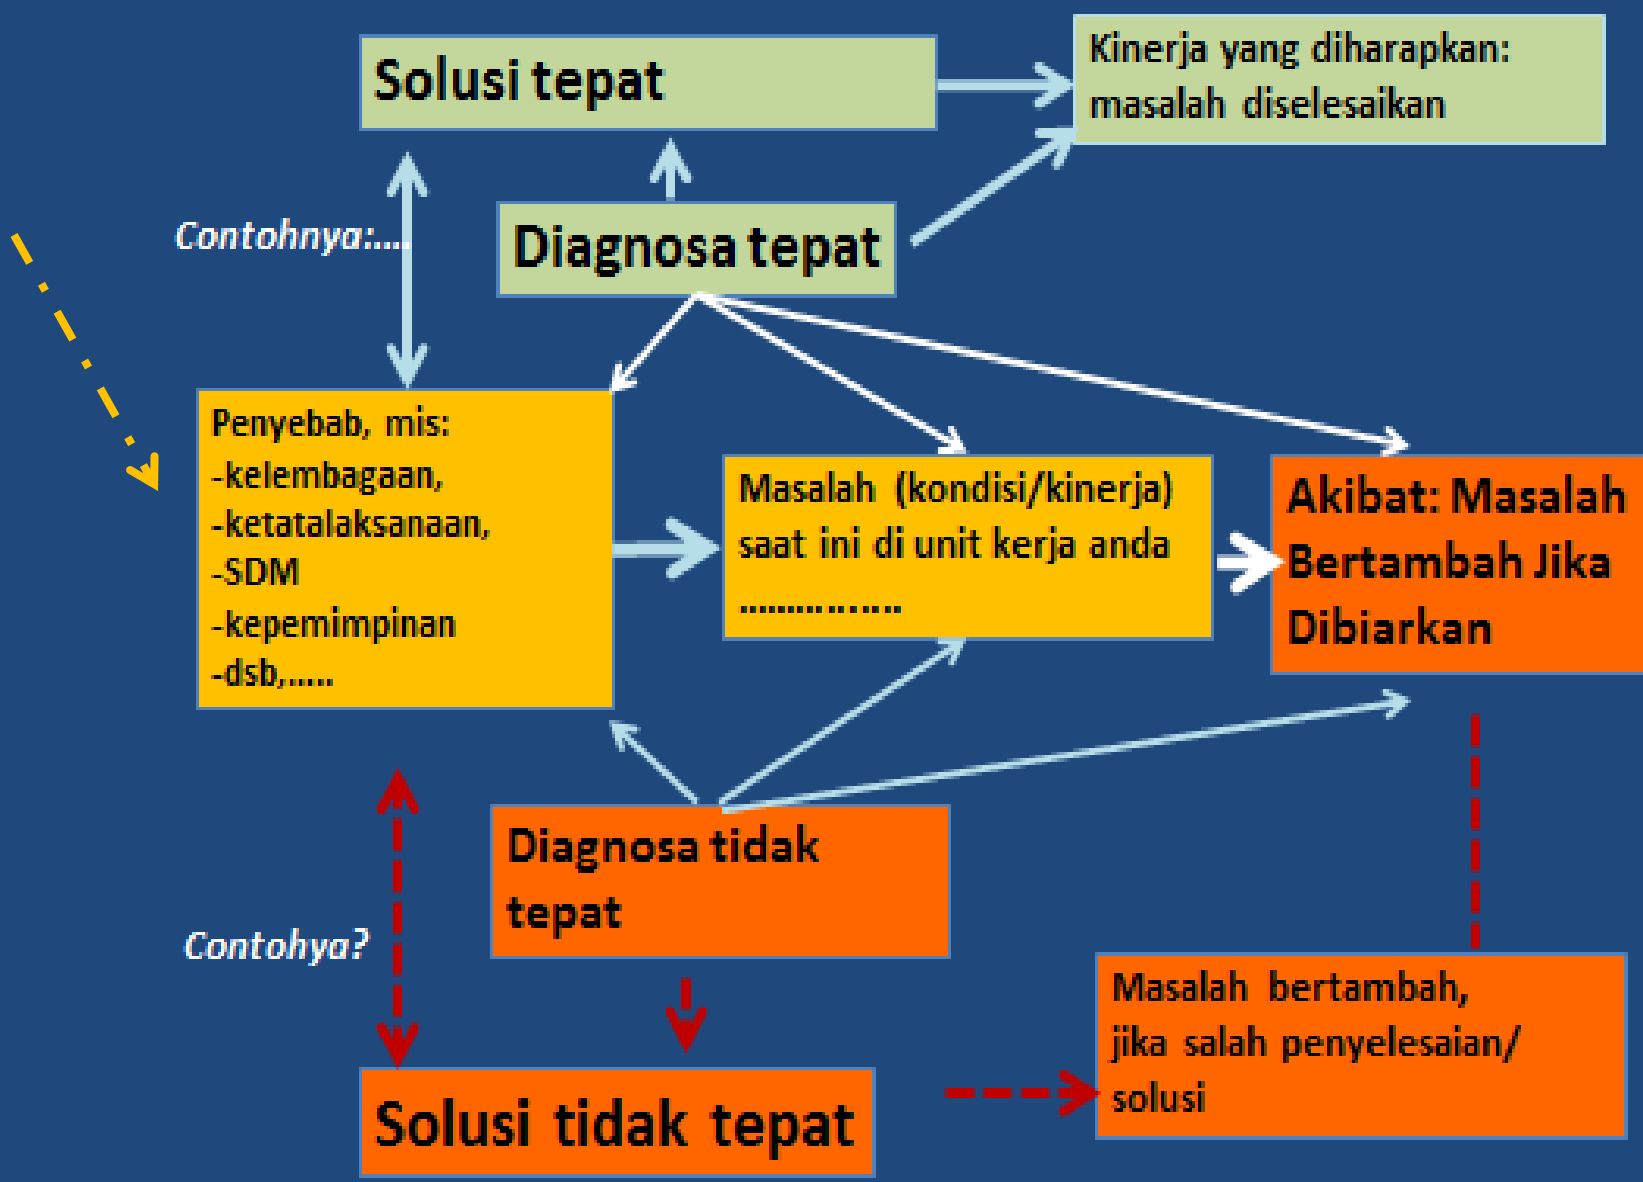 Solusi tepat
Kinerja yang diharapkan:
masalah diselesaikan
Contohnya:....
Diagnosa tepat
Penyebab, mis:
-kelembagaan,
-ketatalaksanaan,
-SDM
-kepemimpinan
-dsb,.....
Masalah (kondisi/kinerja)
saat ini di unit kerja anda
................
Akibat: Masalah
Bertambah Jika
Dibiarkan
Diagnosa tidak
tepat
Contohya?
Masalah bertambah,
jika salah penyelesaian/
solusi
Solusi tidak tepat